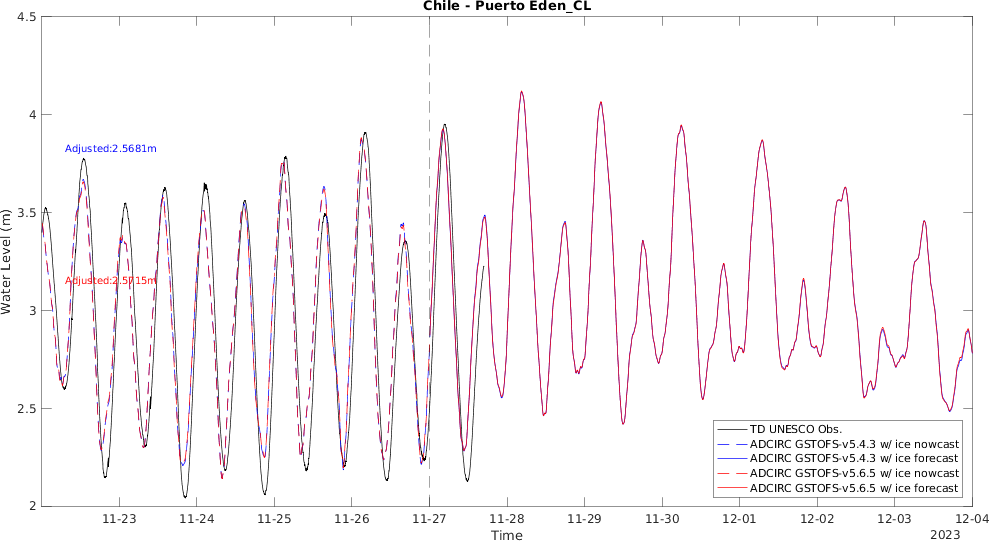 Chile - Puerto Eden_CL
4.5
4
3.5
3
2.5
2
Water Level (m)
Adjusted:2.5681m
Adjusted:2.5715m
TD UNESCO Obs.
ADCIRC GSTOFS-v5.4.3 w/ ice nowcast
ADCIRC GSTOFS-v5.4.3 w/ ice forecast
ADCIRC GSTOFS-v5.6.5 w/ ice nowcast
ADCIRC GSTOFS-v5.6.5 w/ ice forecast
11-23 11-24 11-25 11-26 11-27 11-28 11-29 11-30 12-01 12-02 12-03 12-04
Time
2023